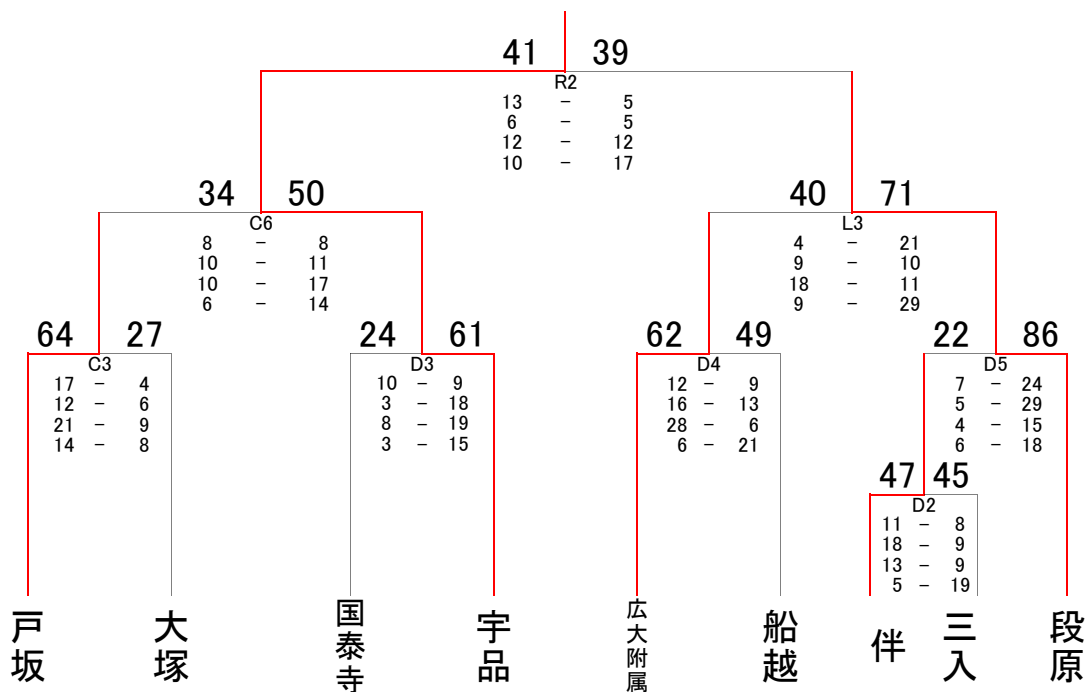 41 39
R2
13 - 5
6 - 5
12 - 12
10 - 17
34 50
C6
8 - 8
10 - 11
10 - 17
6 - 14
40 71
L3
4 - 21
9 - 10
18 - 11
9 - 29
64 27
C3
17 - 4
12 - 6
21 - 9
14 - 8
24 61
D3
10 - 9
3 - 18
8 - 19
3 - 15
62 49
D4
12 - 9
16 - 13
28 - 6
6 - 21
22 86
D5
7 - 24
5 - 29
4 - 15
6 - 18
47 45
D2
11 - 8
18 - 9
13 - 9
5 - 19
戸坂
大塚
国泰寺
宇品
広大附属
船越
伴
三入
段原